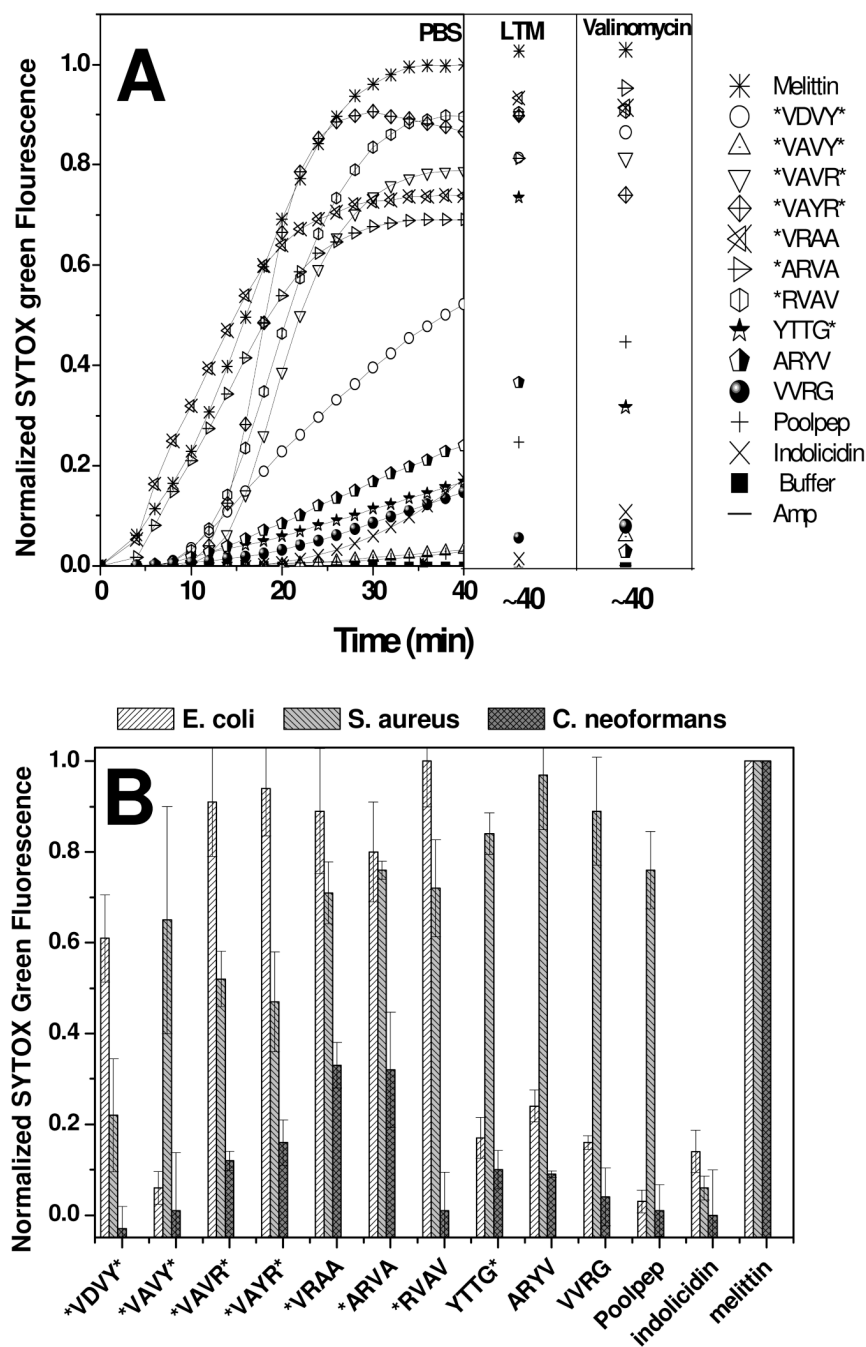 A
PBS
LTM
Valinomycin
Normalized SYTOX green Flourescence
1.0
0.8
0.6
0.4
0.2
0.0
0
10
20
30
40
~40
~40
Time (min)
Melittin
*VDVY*
*VAVY*
*VAVR*
*VAYR*
*VRAA
*ARVA
*RVAV
YTTG*
ARYV
VVRG
Poolpep
Indolicidin
Buffer
Amp
E. coli
S. aureus
C. neoformans
B
Normalized SYTOX Green Fluorescence
1.0
0.8
0.6
0.4
0.2
0.0
*VDVY*
*VAVY*
*VAVR*
*VAYR*
*VRAA
*ARVA
*RVAV
YTTG*
ARYV
VVRG
Poolpep
indolicidin
melittin